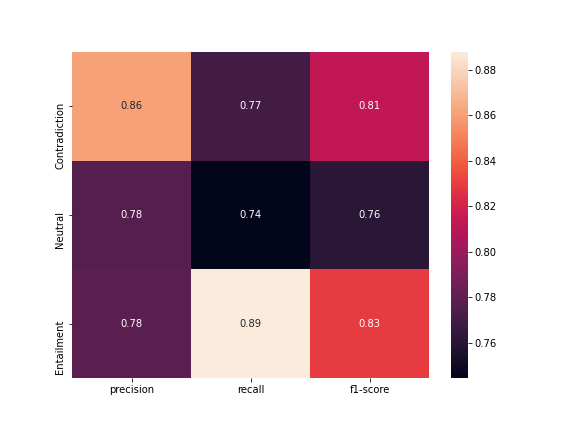 Contradiction
0.86 0.77 0.81
Neutral
0.78 0.74 0.76
Entailment
0.78 0.89 0.83
precision recall f1-score
0.88
0.86
0.84
0.82
0.80
0.78
0.76